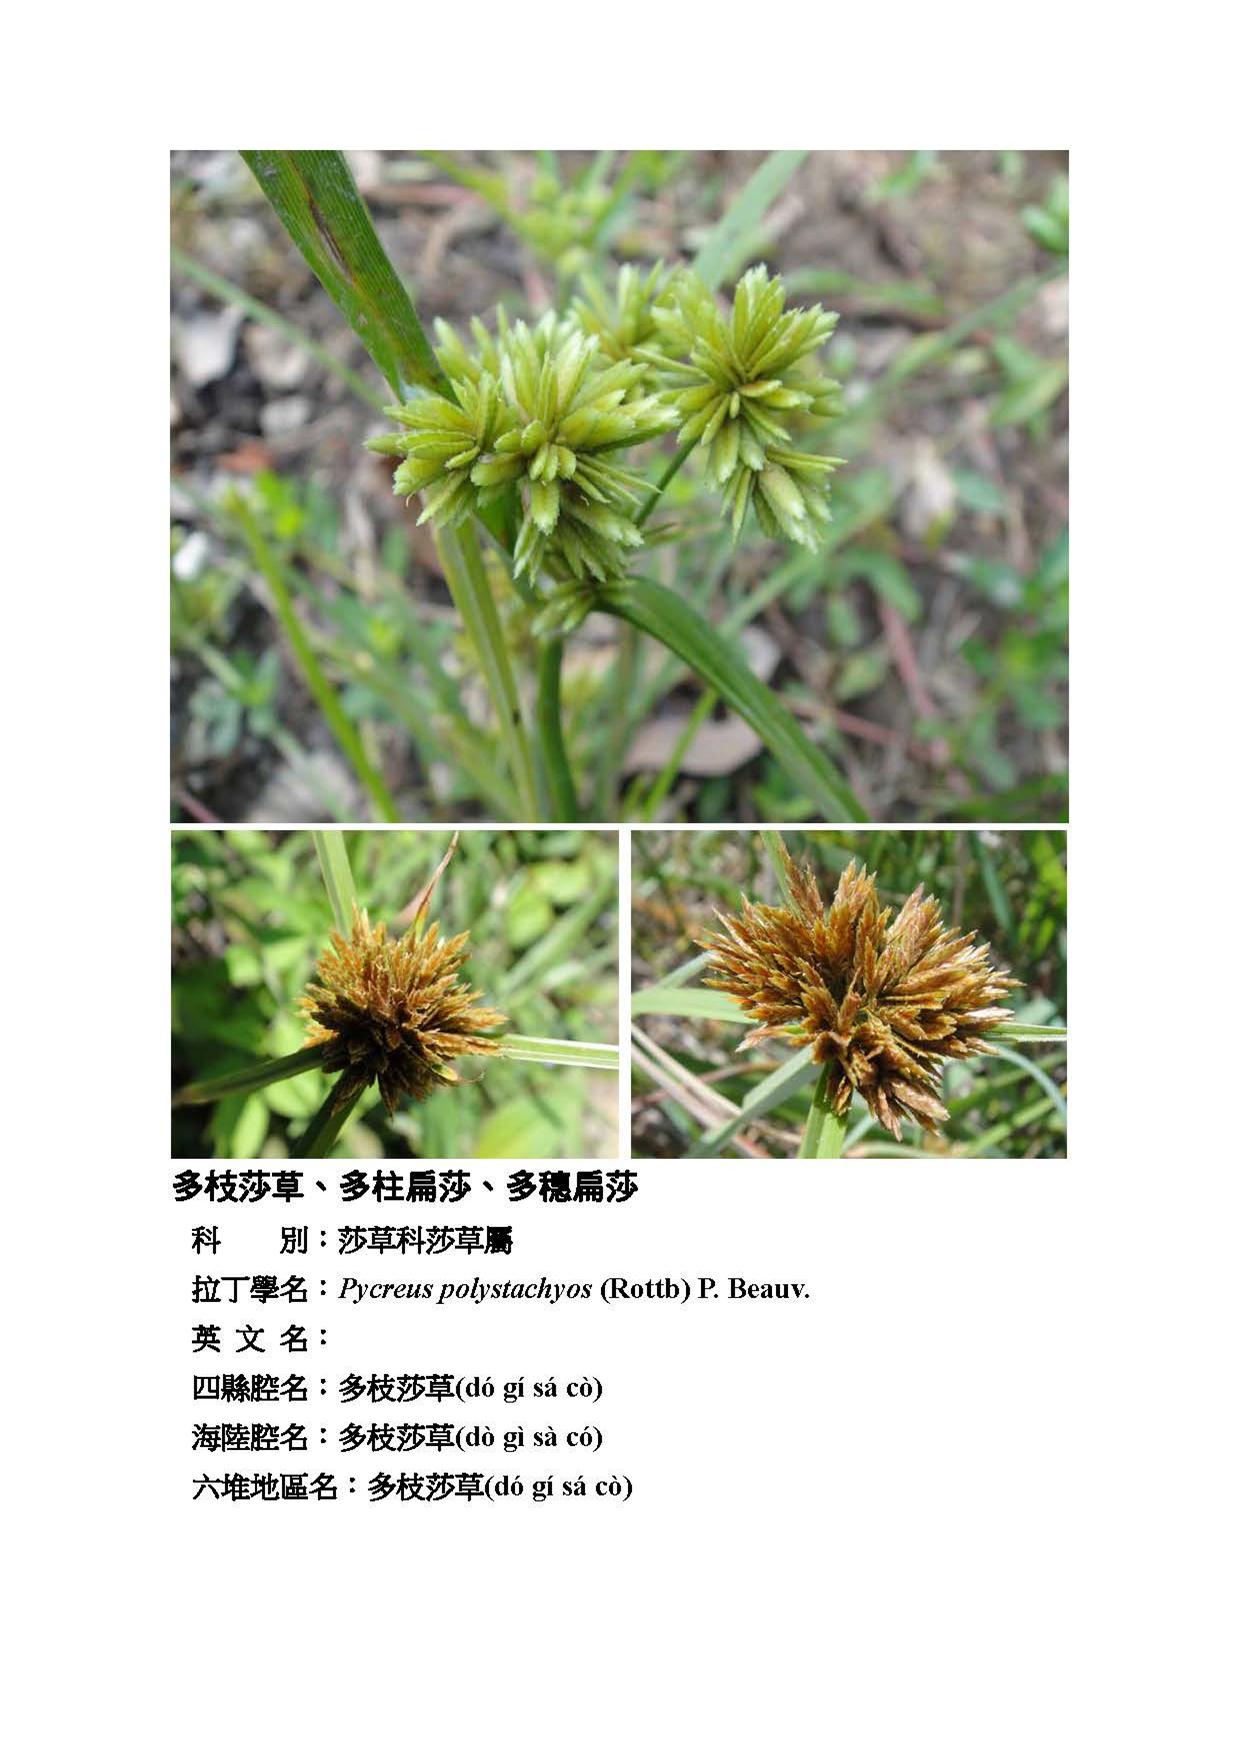 多枝莎草、多柱扁莎、多穗扁莎
科　　別：莎草科莎草屬
拉丁學名：Pycreus polystachyos (Rottb) P. Beauv.
英 文 名：
四縣腔名：多枝莎草(dó gí sá cò)
海陸腔名：多枝莎草(dò gì sà có)
六堆地區名：多枝莎草(dó gí sá cò)